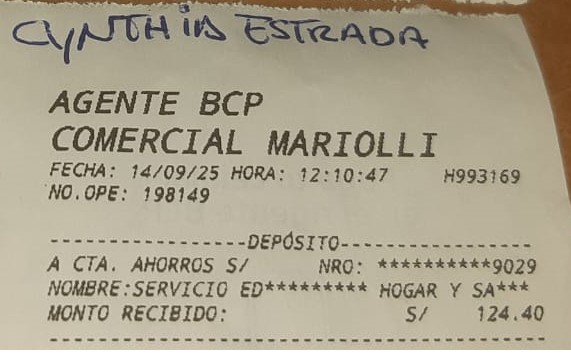 CYNTHIA ESTRADA
AGENTE BCP
COMERCIAL MARIOLLI
FECHA: 14/09/25 HORA: 12:10:47 H993169
NO.OPE: 198149
------------------DEPÓSITO-----------------
A CTA. AHORROS S/ NRO: **********9029
NOMBRE:SERVICIO ED********* HOGAR Y SA***
MONTO RECIBIDO: S/ 124.40
-------------------------------------------